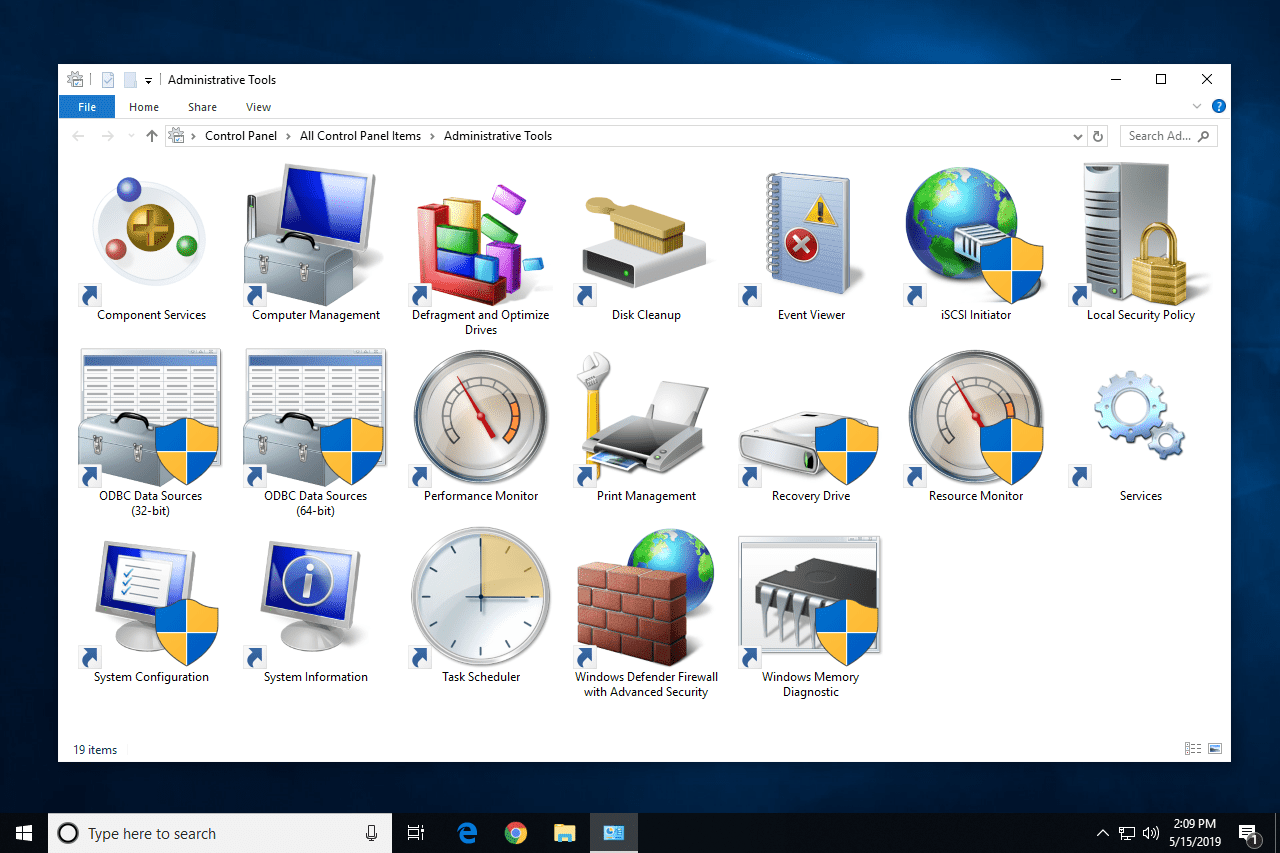 Administrative Tools
File Home Share View
Control Panel All Control Panel Items Administrative Tools Search Ad...
Component Services Computer Management Defragment and Optimize Disk Cleanup Event Viewer iSCSI Initiator Local Security Policy
Drives
ODBC Data Sources ODBC Data Sources Performance Monitor Print Management Recovery Drive Resource Monitor Services
(32-bit) (64-bit)
System Configuration System Information Task Scheduler Windows Defender Firewall Windows Memory
with Advanced Security Diagnostic
19 items
Type here to search
2:09 PM
5/15/2019
1